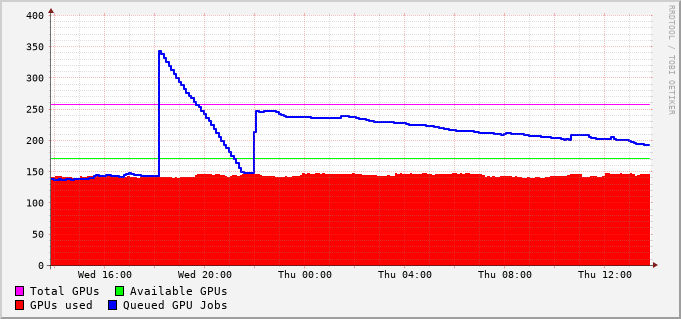 400
350
300
250
200
150
100
50
0
Wed 16:00 Wed 20:00 Thu 00:00 Thu 04:00 Thu 08:00 Thu 12:00
Total GPUs Available GPUs
GPUs used Queued GPU Jobs
RRDTOOL / TOBI OETIKER